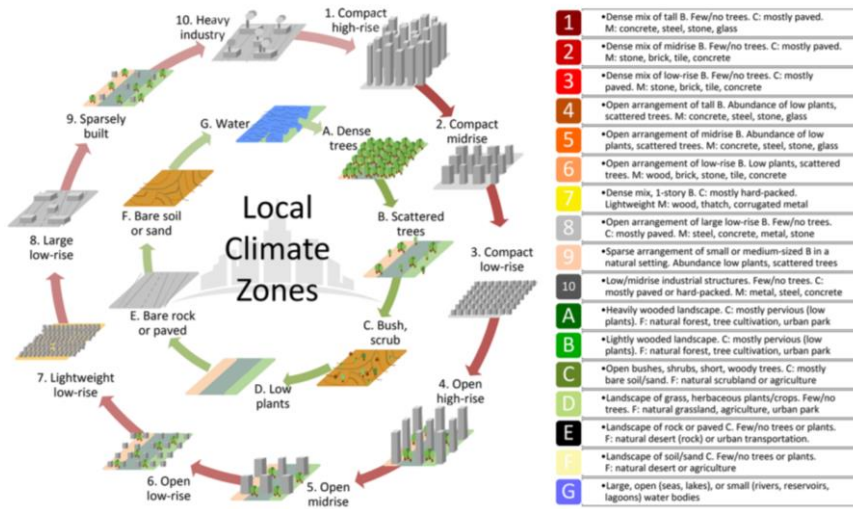 10. Heavy
industry
1. Compact
high-rise
2. Compact
midrise
3. Compact
low-rise
4. Open
high-rise
5. Open
midrise
6. Open
low-rise
7. Lightweight
low-rise
8. Large
low-rise
9. Sparsely
built
G. Water
A. Dense
trees
B. Scattered
trees
C. Bush,
scrub
D. Low
plants
E. Bare rock
or paved
F. Bare soil
or sand
Local
Climate
Zones
1
•Dense mix of tall B. Few/no trees. C: mostly paved.
M: concrete, steel, stone, glass
2
•Dense mix of midrise B. Few/no trees. C: mostly paved.
M: stone, brick, tile, concrete
3
•Dense mix of low-rise B. Few/no trees. C: mostly
paved. M: stone, brick, tile, concrete
4
•Open arrangement of tall B. Abundance of low plants,
scattered trees. M: concrete, steel, stone, glass
5
•Open arrangement of midrise B. Abundance of low
plants, scattered trees. M: concrete, steel, stone, glass
6
•Open arrangement of low-rise B. Low plants, scattered
trees. M: wood, brick, stone, tile, concrete
7
•Dense mix, 1-story B. C: mostly hard-packed.
Lightweight M: wood, thatch, corrugated metal
8
•Open arrangement of large low-rise B. Few/no trees.
C: mostly paved. M: steel, concrete, metal, stone
9
•Sparse arrangement of small or medium-sized B in a
natural setting. Abundance low plants, scattered trees
10
•Low/midrise industrial structures. Few/no trees. C:
mostly paved or hard-packed. M: metal, steel, concrete
A
•Heavily wooded landscape. C: mostly pervious (low
plants). F: natural forest, tree cultivation, urban park
B
•Lightly wooded landscape. C: mostly pervious (low
plants). F: natural forest, tree cultivation, urban park
C
•Open bushes, shrubs, short, woody trees. C: mostly
bare soil/sand. F: natural scrubland or agriculture
D
•Landscape of grass, herbaceous plants/crops. Few/no
trees. F: natural grassland, agriculture, urban park
E
•Landscape of rock or paved C. Few/no trees or plants.
F: natural desert (rock) or urban transportation.
F
•Landscape of soil/sand C. Few/no trees or plants.
F: natural desert or agriculture
G
•Large, open (seas, lakes), or small (rivers, reservoirs,
lagoons) water bodies